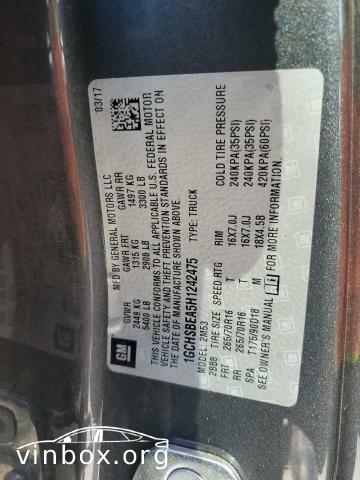 GM
MFD BY GENERAL MOTORS LLC 03/17
GVWR GAWR FRT GAWR RR
2449 KG 1315 KG 1497 KG
5400 LB 2900 LB 3300 LB
THIS VEHICLE CONFORMS TO ALL APPLICABLE U.S. FEDERAL MOTOR
VEHICLE SAFETY AND THEFT PREVENTION STANDARDS IN EFFECT ON
1DATE OF MANUFACTURE SHOWN ABOVE.
1GCHSBEA5H1242475 TYPE: TRUCK
MODEL: 2M53
2BBB TIRE SIZE SPEED RTG RIM COLD TIRE PRESSURE
FRT 265/70R16 T 16X7.0J 240KPA(35PSI)
RR 265/70R16 T 16X7.0J 240KPA(35PSI)
SPA T175/90D18 M 18X4.5B 420KPA(60PSI)
SEE OWNER'S MANUAL FOR MORE INFORMATION.
vinbox.org